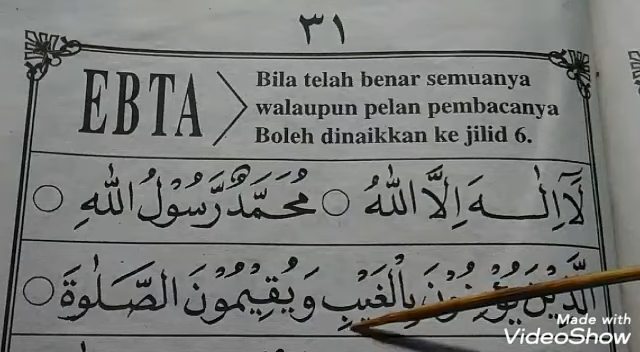 ٣١
EBTA
Bila telah benar semuanya
walaupun pelan pembacanya
Boleh dinaikkan ke jilid 6.
لَآ اِلٰـهَ اِلَّا اللّٰهُ ○ مُحَمَّدٌ رَّسُوْلُ اللّٰهِ ○
الَّذِيْنَ يُؤْمِنُوْنَ بِالْغَيْبِ وَيُقِيْمُوْنَ الصَّلٰوةَ ○
Made with
VideoShow